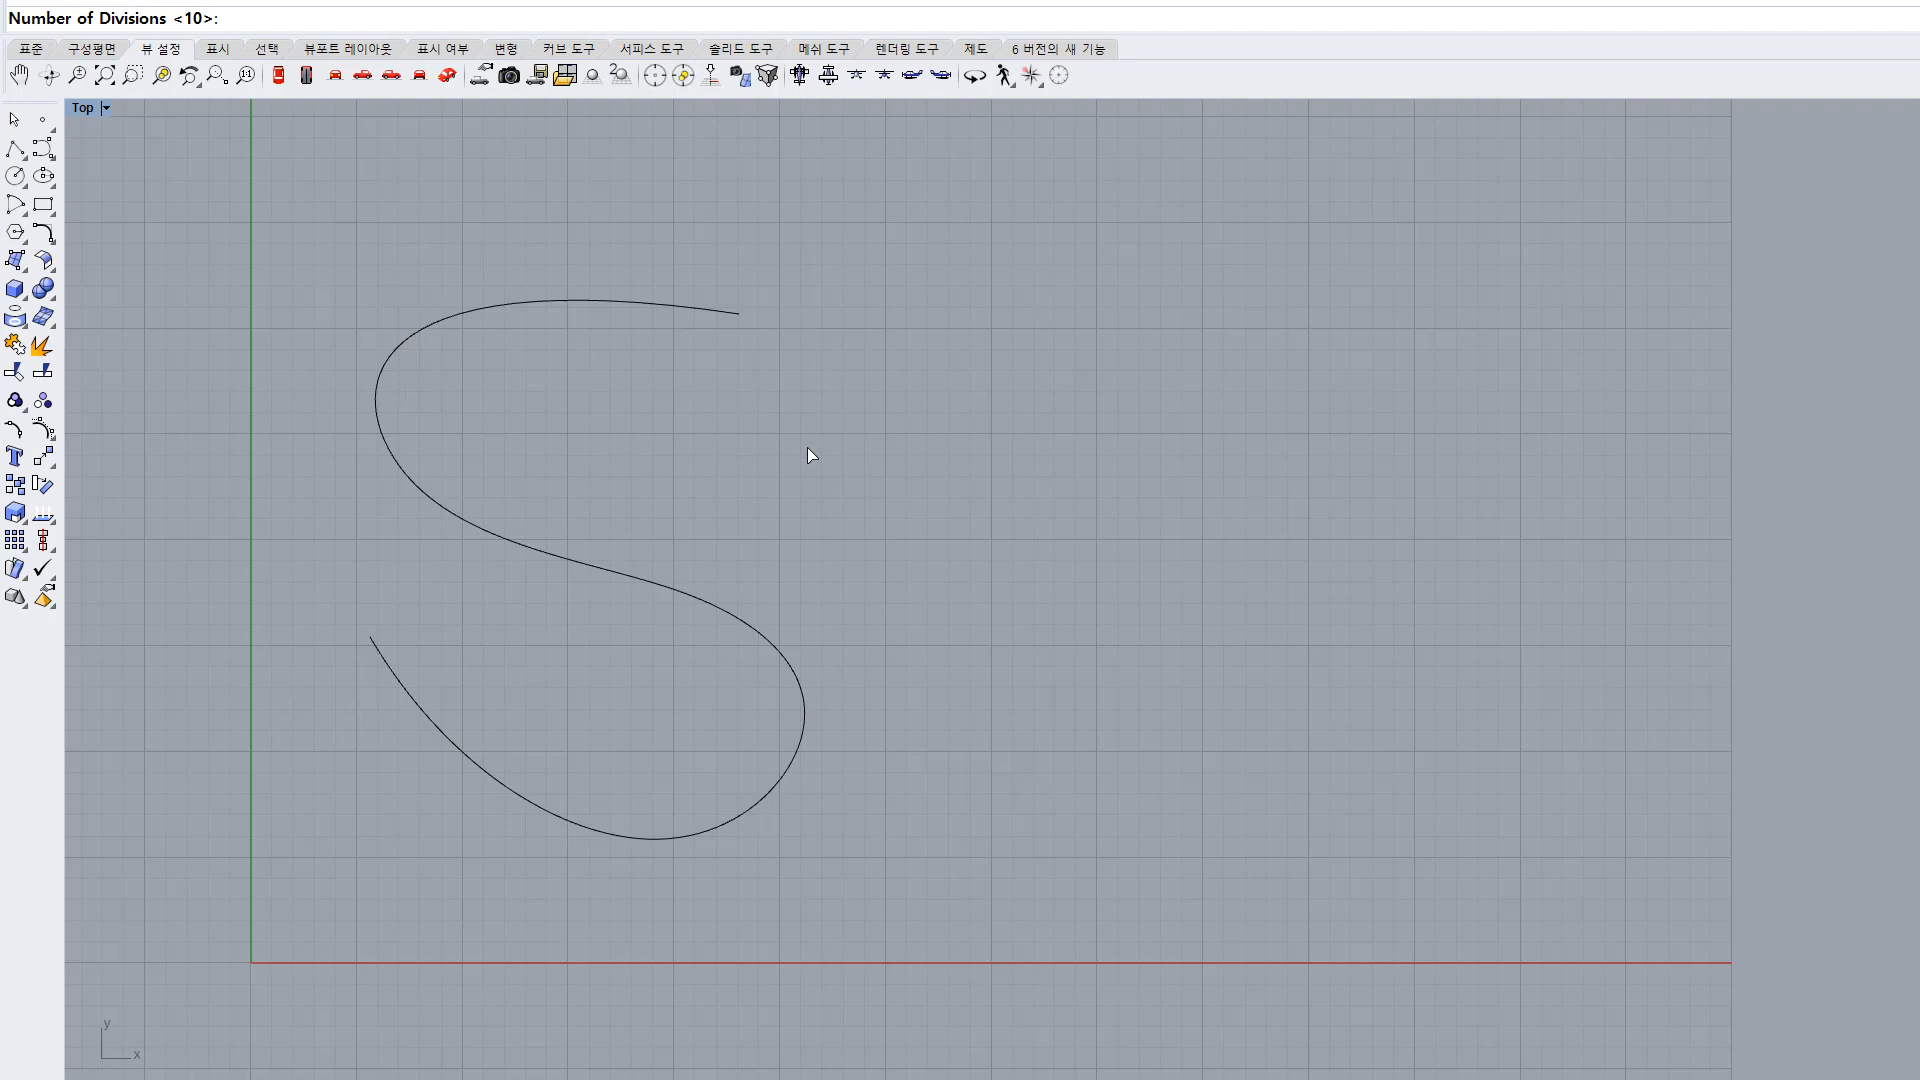 Number of Divisions <10>:
표준 구성평면 뷰 설정 표시 선택 뷰포트 레이아웃 표시 여부 변형 커브 도구 서피스 도구 솔리드 도구 메쉬 도구 렌더링 도구 제도 6 버전의 새 기능
Top
y
x